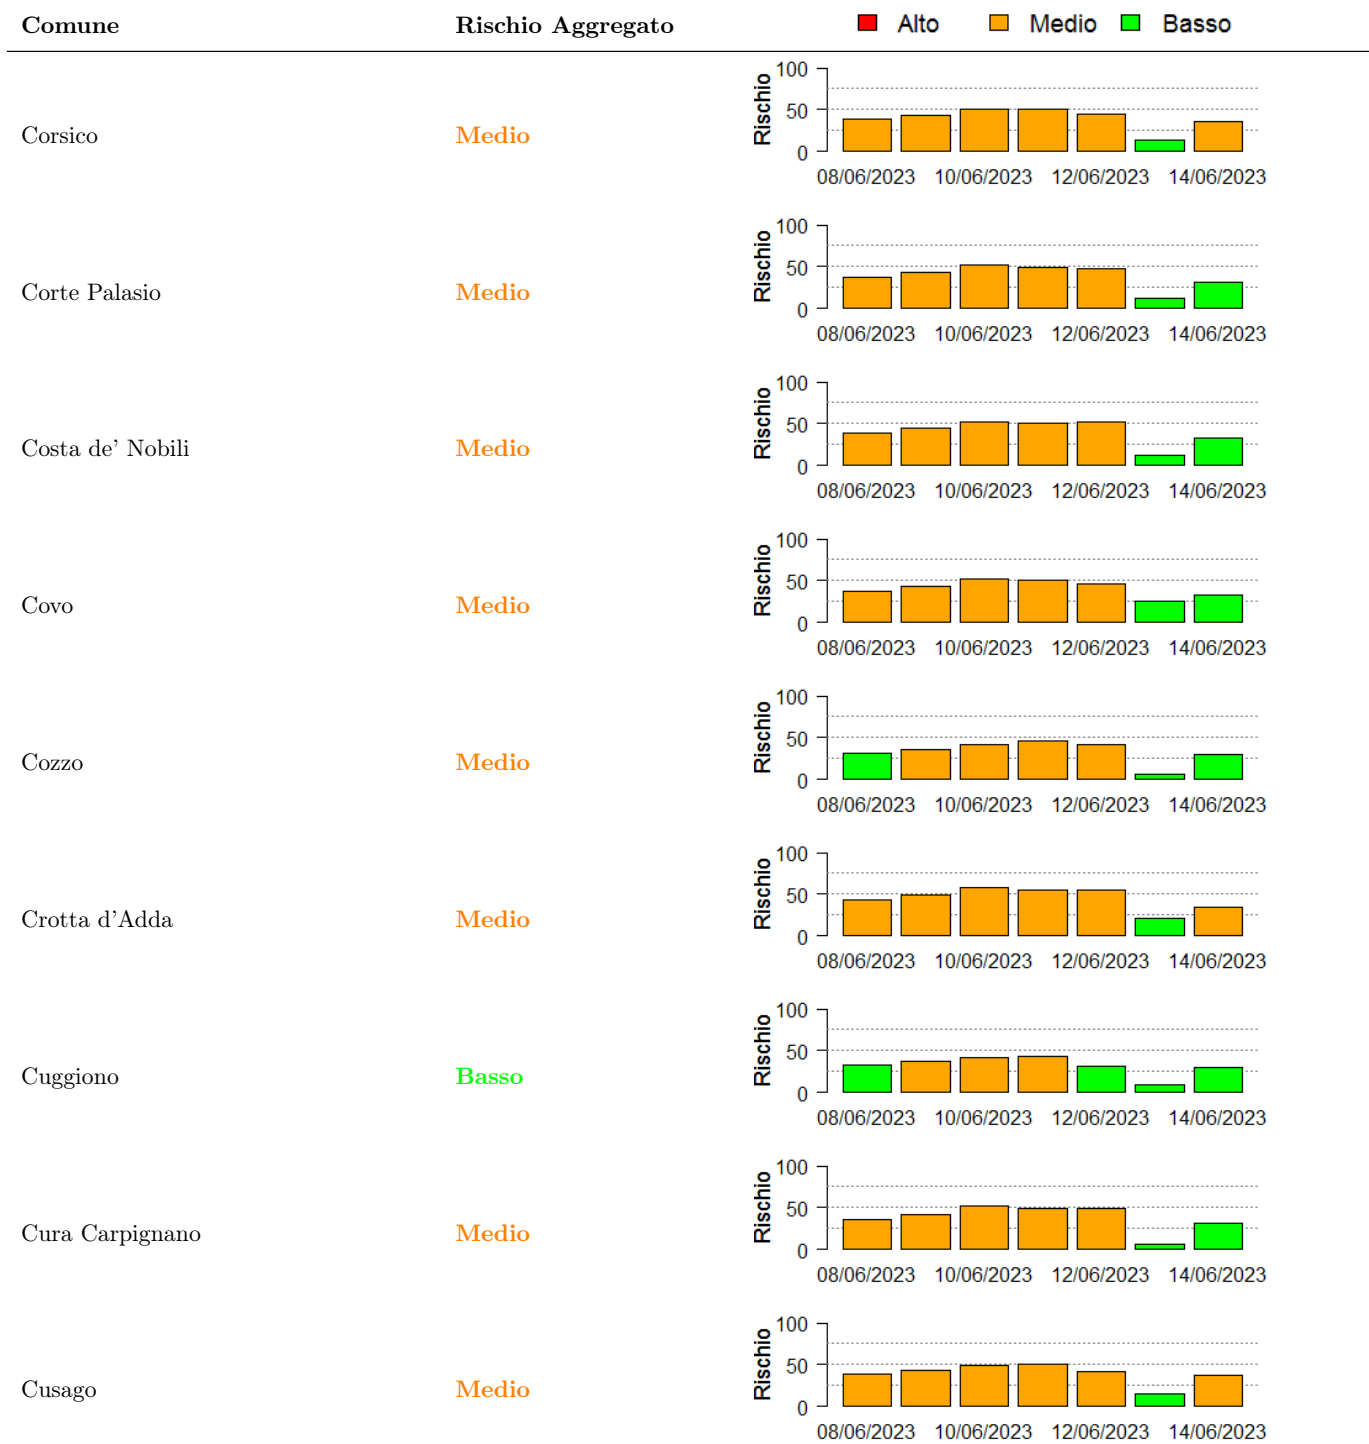 Comune Rischio Aggregato Alto Medio Basso
Corsico Medio
Rischio
100
50
0
08/06/2023 10/06/2023 12/06/2023 14/06/2023
Corte Palasio Medio
Rischio
100
50
0
08/06/2023 10/06/2023 12/06/2023 14/06/2023
Costa de' Nobili Medio
Rischio
100
50
0
08/06/2023 10/06/2023 12/06/2023 14/06/2023
Covo Medio
Rischio
100
50
0
08/06/2023 10/06/2023 12/06/2023 14/06/2023
Cozzo Medio
Rischio
100
50
0
08/06/2023 10/06/2023 12/06/2023 14/06/2023
Crotta d'Adda Medio
Rischio
100
50
0
08/06/2023 10/06/2023 12/06/2023 14/06/2023
Cuggiono Basso
Rischio
100
50
0
08/06/2023 10/06/2023 12/06/2023 14/06/2023
Cura Carpignano Medio
Rischio
100
50
0
08/06/2023 10/06/2023 12/06/2023 14/06/2023
Cusago Medio
Rischio
100
50
0
08/06/2023 10/06/2023 12/06/2023 14/06/2023